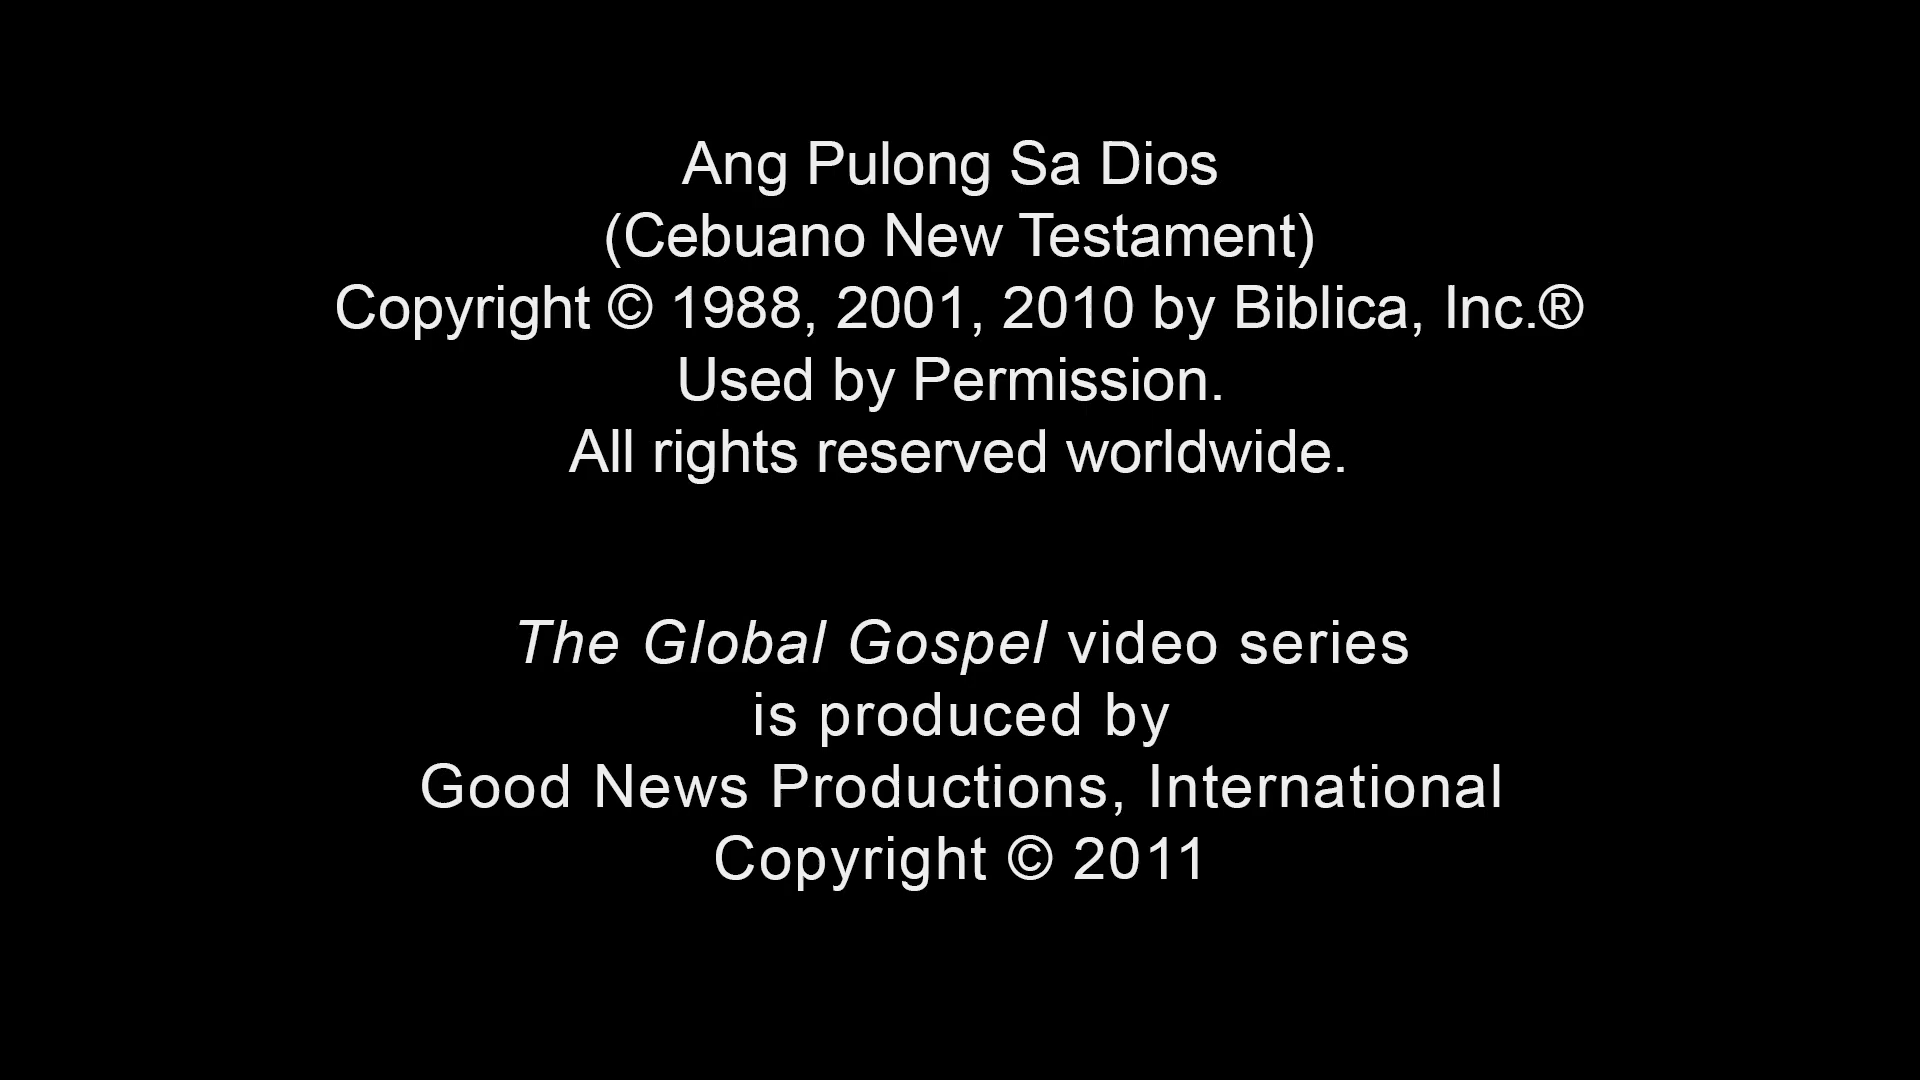 Ang Pulong Sa Dios
(Cebuano New Testament)
Copyright © 1988, 2001, 2010 by Biblica, Inc.®
Used by Permission.
All rights reserved worldwide.
The Global Gospel video series
is produced by
Good News Productions, International
Copyright © 2011